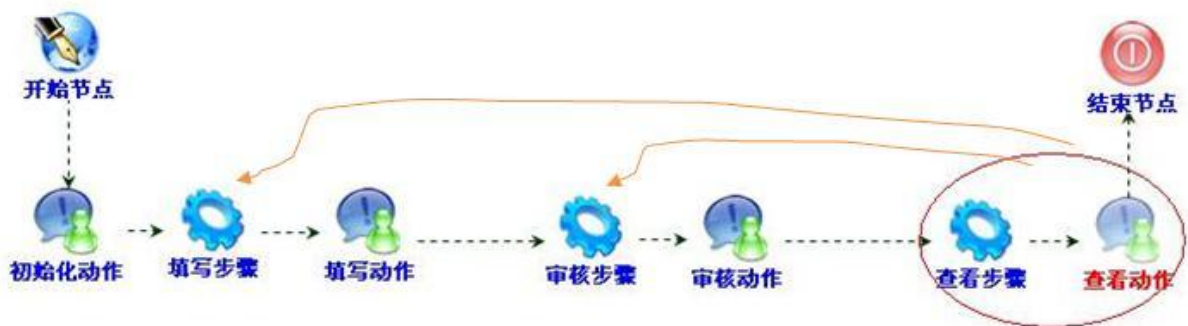 开始节点
结束节点
初始化动作
填写步骤
填写动作
审核步骤
审核动作
查看步骤
查看动作